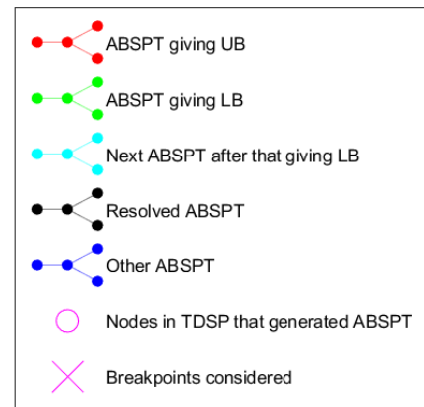 ABSPT giving UB
ABSPT giving LB
Next ABSPT after that giving LB
Resolved ABSPT
Other ABSPT
Nodes in TDSP that generated ABSPT
Breakpoints considered